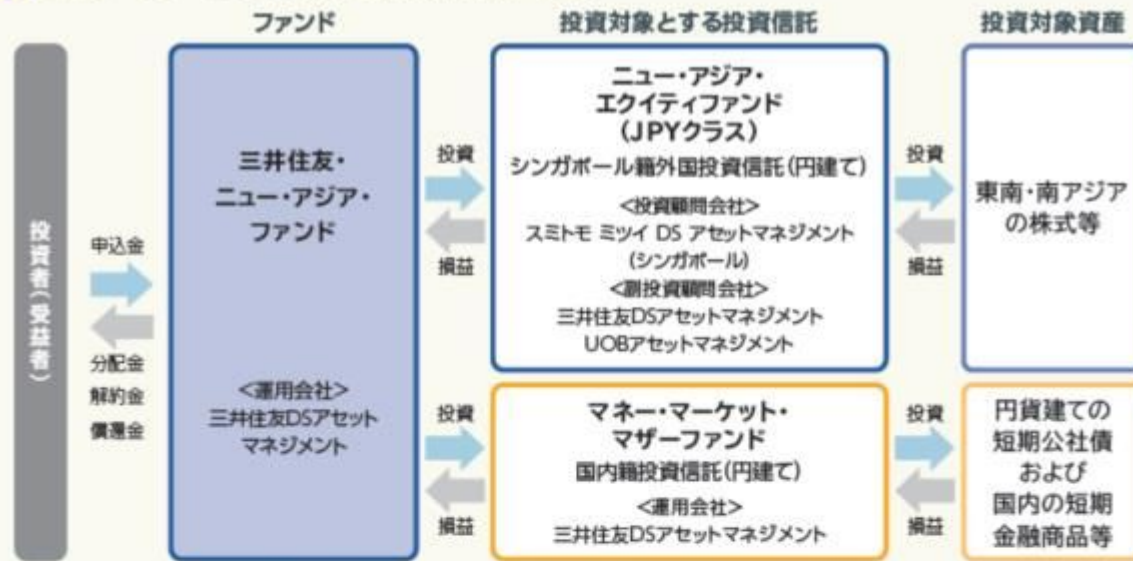 ファンド
投資対象とする投資信託
投資対象資産
投資者(受益者)
申込金
分配金
解約金
償還金
三井住友・
ニュー・アジア・
ファンド
<運用会社>
三井住友DSアセット
マネジメント
投資
損益
ニュー・アジア・
エクイティファンド
(JPYクラス)
シンガポール籍外国投資信託(円建て)
<投資顧問会社>
スミトモ ミツイ DS アセットマネジメント
(シンガポール)
<副投資顧問会社>
三井住友DSアセットマネジメント
UOBアセットマネジメント
投資
損益
東南・南アジア
の株式等
投資
損益
マネー・マーケット・
マザーファンド
国内籍投資信託(円建て)
<運用会社>
三井住友DSアセットマネジメント
投資
損益
円貨建ての
短期公社債
および
国内の短期
金融商品等